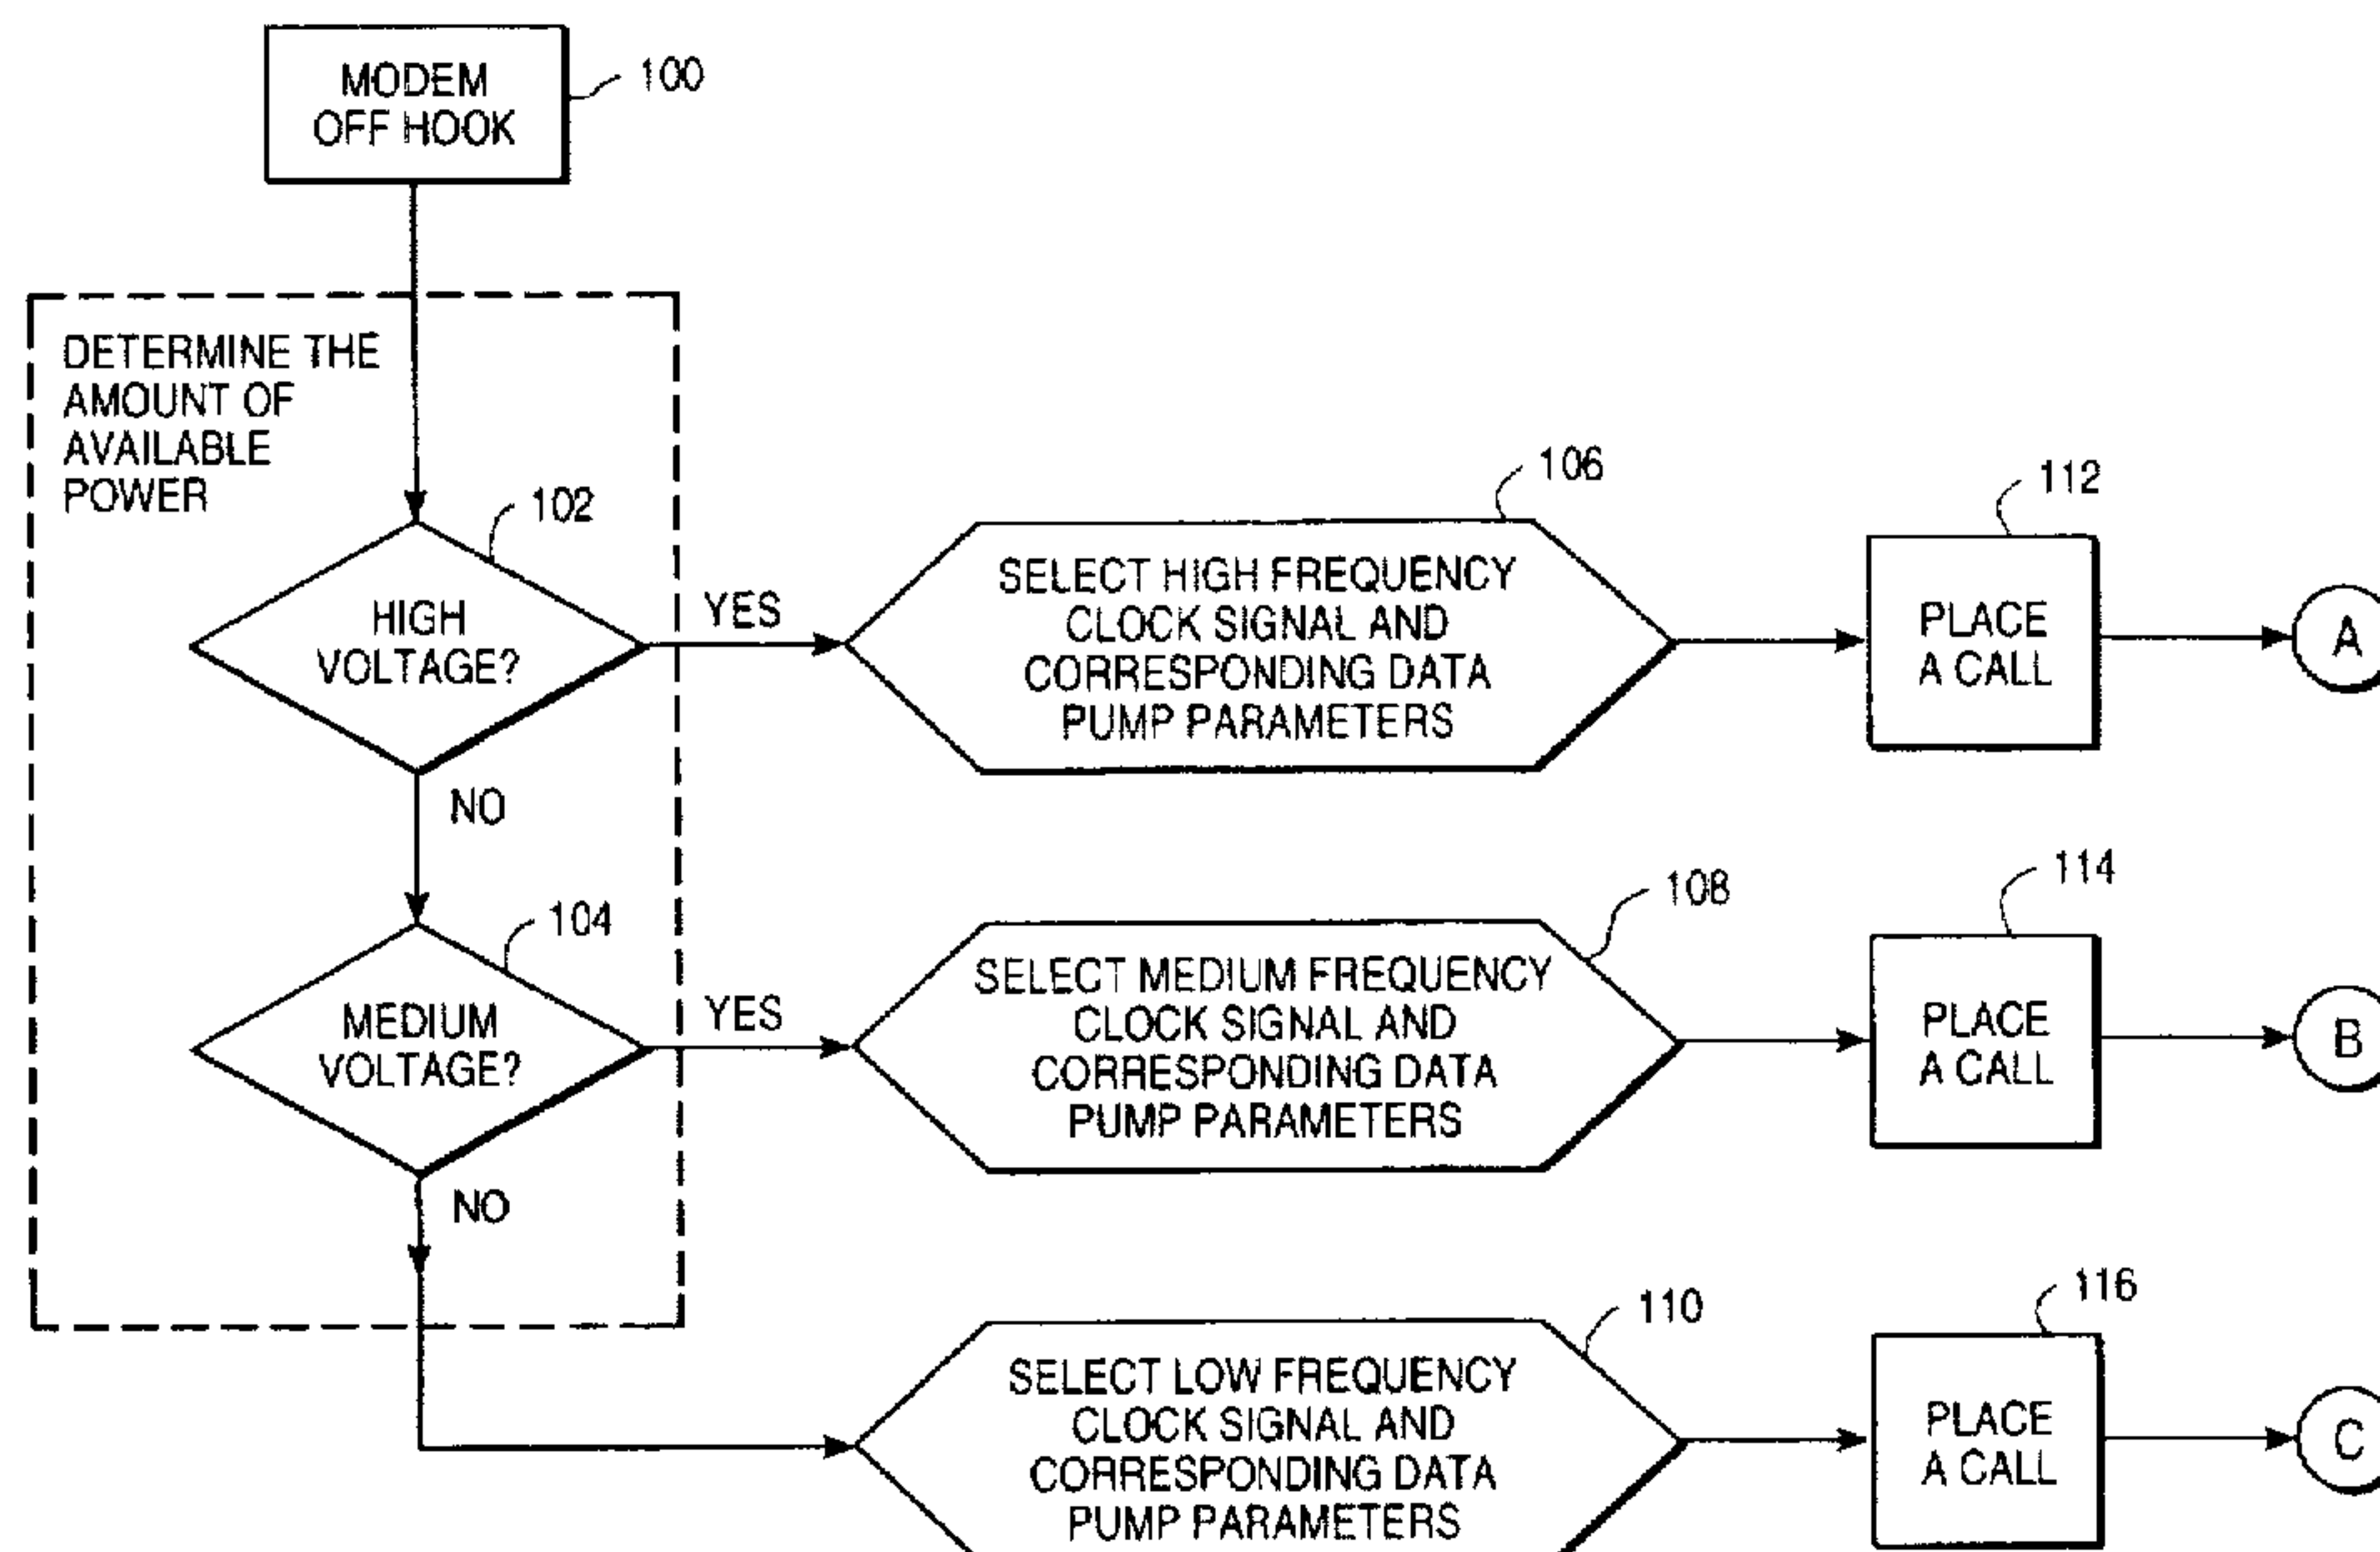 MODEM
OFF HOOK
100
DETERMINE THE
AMOUNT OF
AVAILABLE
POWER
102
HIGH
VOLTAGE?
YES
NO
106
SELECT HIGH FREQUENCY
CLOCK SIGNAL AND
CORRESPONDING DATA
PUMP PARAMETERS
112
PLACE
A CALL
A
104
MEDIUM
VOLTAGE?
YES
NO
108
SELECT MEDIUM FREQUENCY
CLOCK SIGNAL AND
CORRESPONDING DATA
PUMP PARAMETERS
114
PLACE
A CALL
B
110
SELECT LOW FREQUENCY
CLOCK SIGNAL AND
CORRESPONDING DATA
PUMP PARAMETERS
116
PLACE
A CALL
C